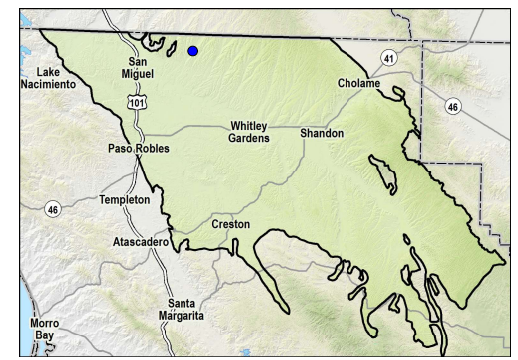 San
Miguel
41
Lake
Nacimiento
Cholame
101
46
Whitley
Gardens
Shandon
Paso Robles
Templeton
46
Creston
Atascadero
Santa
Margarita
Morro
Bay